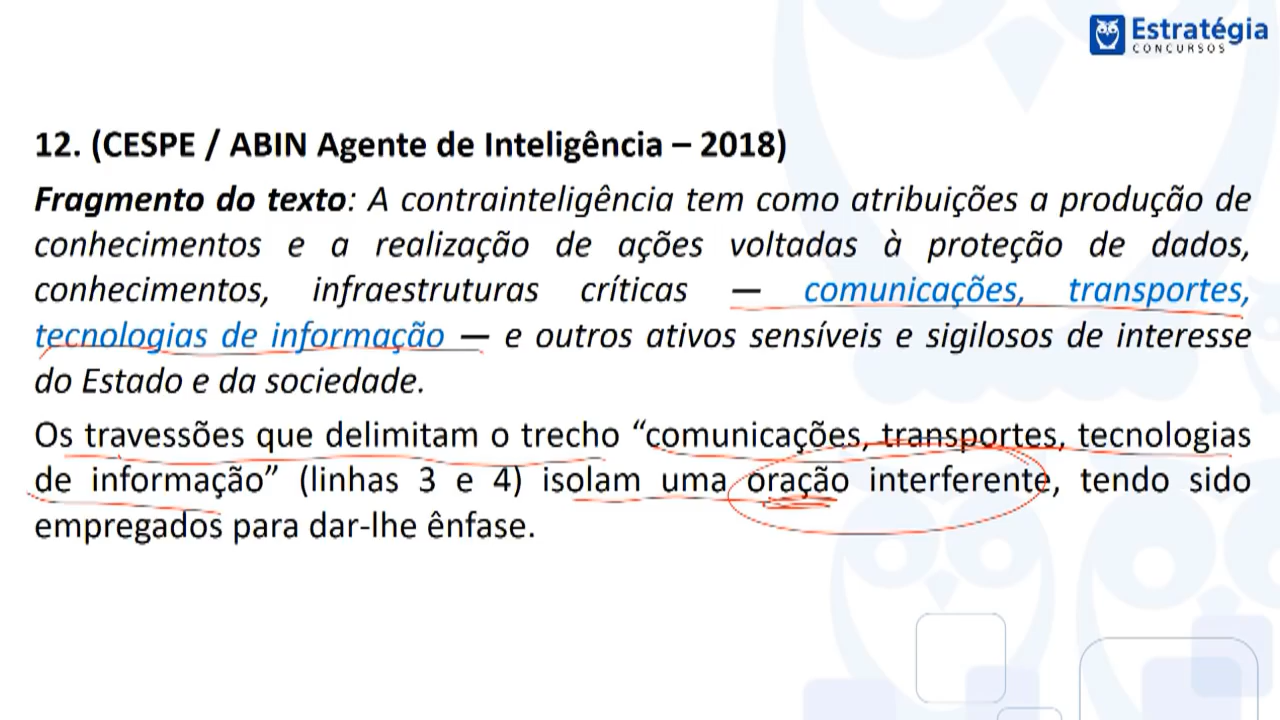 Estratégia
CONCURSOS
12. (CESPE / ABIN Agente de Inteligência – 2018)
Fragmento do texto: A contrainteligência tem como atribuições a produção de
conhecimentos e a realização de ações voltadas à proteção de dados,
conhecimentos, infraestruturas críticas — comunicações, transportes,
tecnologias de informação — e outros ativos sensíveis e sigilosos de interesse
do Estado e da sociedade.
Os travessões que delimitam o trecho “comunicações, transportes, tecnologias
de informação” (linhas 3 e 4) isolam uma oração interferente, tendo sido
empregados para dar-lhe ênfase.